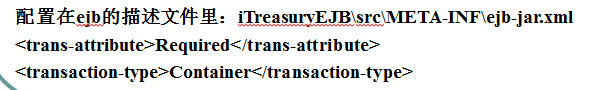 配置在ejb的描述文件里：iTreasuryEJB\src\META-INF\ejb-jar.xml
<trans-attribute>Required</trans-attribute>
<transaction-type>Container</transaction-type>